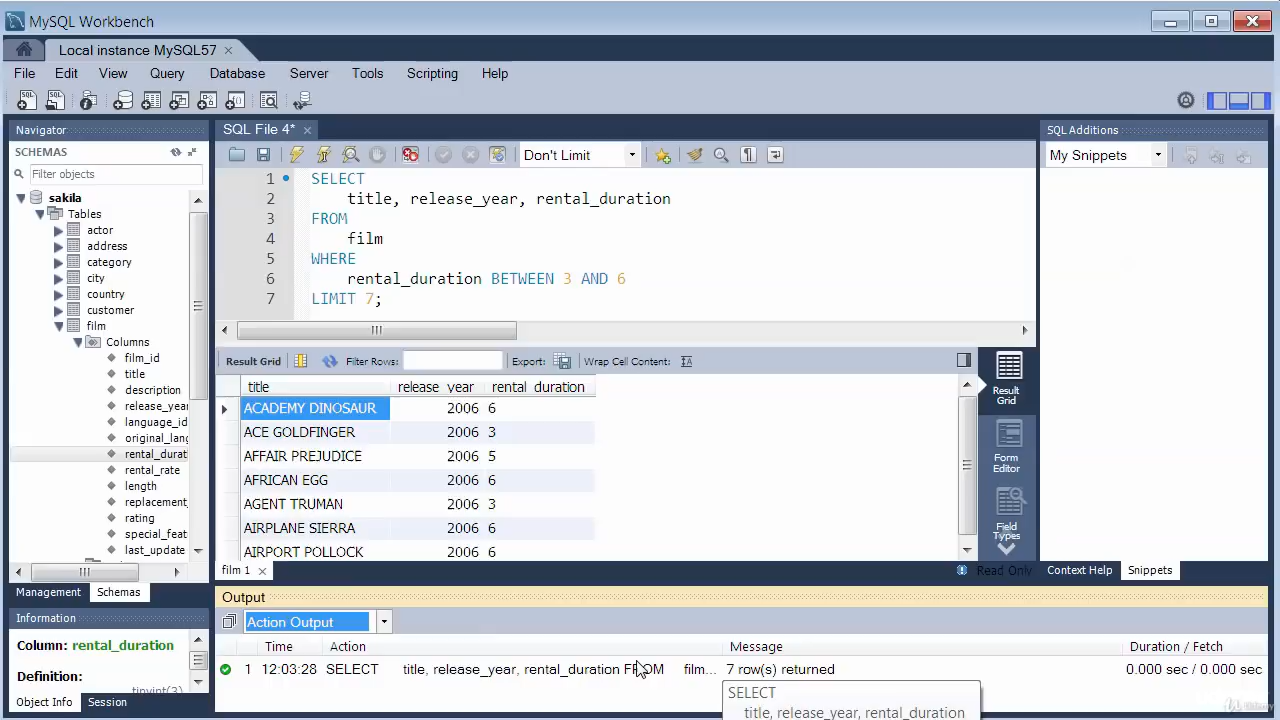 MySQL Workbench
Local instance MySQL57
File Edit View Query Database Server Tools Scripting Help
Navigator
SCHEMAS
Filter objects
sakila
Tables
actor
address
category
city
country
customer
film
Columns
film_id
title
description
release_year
language_id
original_lang
rental_durati
rental_rate
length
replacement_
rating
special_feat
last_update
Management Schemas
Information
Column: rental_duration
Definition:
tinyint(3)
Object Info Session
SQL File 4*
Don't Limit
1 SELECT
2 title, release_year, rental_duration
3 FROM
4 film
5 WHERE
6 rental_duration BETWEEN 3 AND 6
7 LIMIT 7;
Result Grid Filter Rows: Export: Wrap Cell Content:
title release_year rental_duration
ACADEMY DINOSAUR 2006 6
ACE GOLDFINGER 2006 3
AFFAIR PREJUDICE 2006 5
AFRICAN EGG 2006 6
AGENT TRUMAN 2006 3
AIRPLANE SIERRA 2006 6
AIRPORT POLLOCK 2006 6
Result
Grid
Form
Editor
Field
Types
film 1
Read Only
SQL Additions
My Snippets
Context Help Snippets
Output
Action Output
Time Action Message Duration / Fetch
1 12:03:28 SELECT title, release_year, rental_duration FROM film... 7 row(s) returned 0.000 sec / 0.000 sec
SELECT
title, release_year, rental_duration